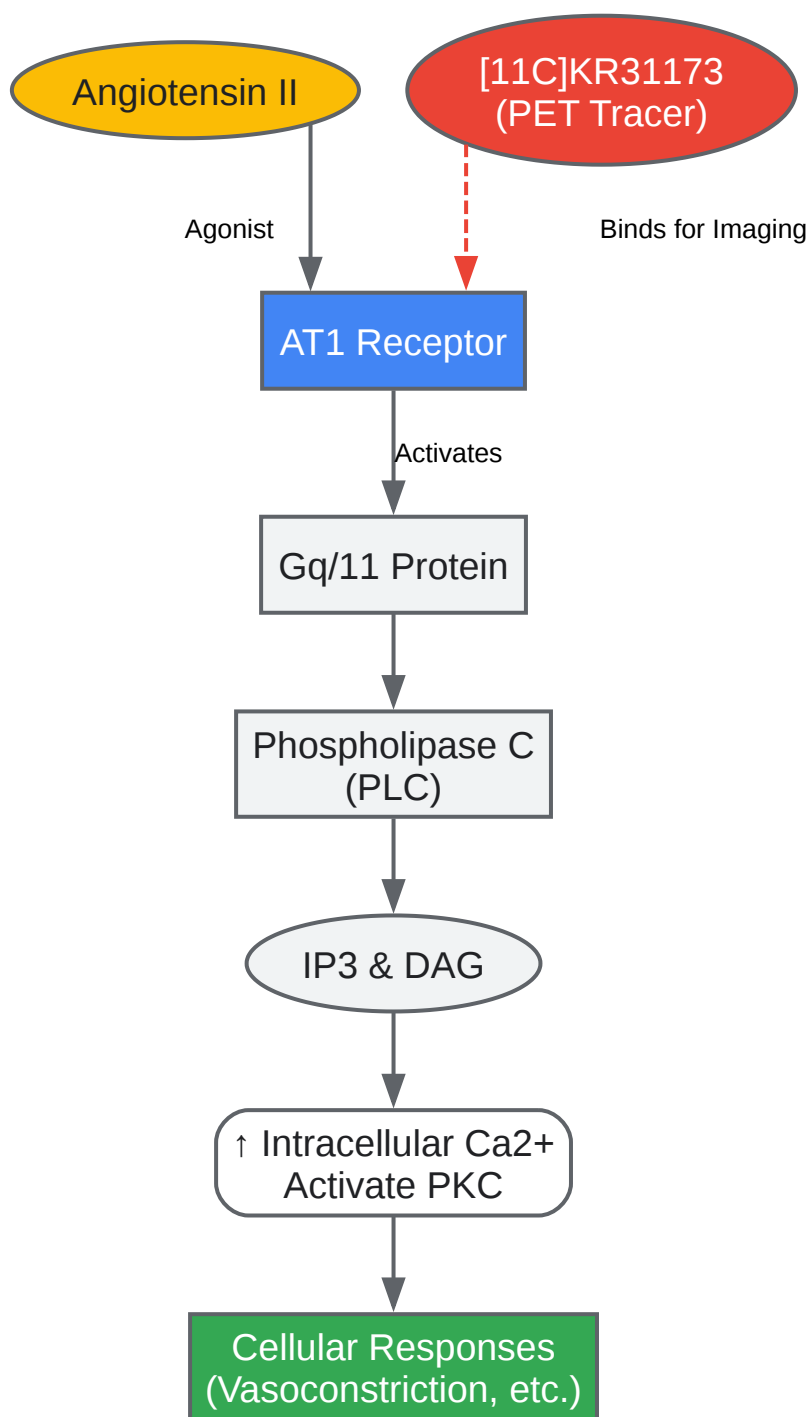 Angiotensin II
[11C]KR31173
(PET Tracer)
Agonist
Binds for Imaging
AT1 Receptor
Activates
Gq/11 Protein
Phospholipase C
(PLC)
IP3 & DAG
↑ Intracellular Ca2+
Activate PKC
Cellular Responses
(Vasoconstriction, etc.)